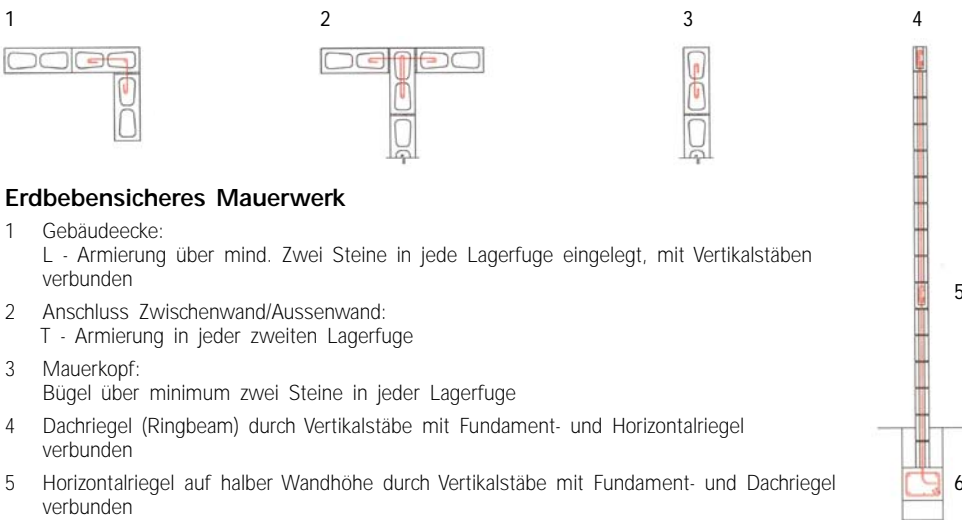 1 2 3 4
Erdbebensicheres Mauerwerk
1 Gebäudeecke:
L - Armierung über mind. Zwei Steine in jede Lagerfuge eingelegt, mit Vertikalstäben
verbunden
2 Anschluss Zwischenwand/Aussenwand:
T - Armierung in jeder zweiten Lagerfuge
3 Mauerkopf:
Bügel über minimum zwei Steine in jeder Lagerfuge
4 Dachriegel (Ringbeam) durch Vertikalstäbe mit Fundament- und Horizontalriegel
verbunden
5 Horizontalriegel auf halber Wandhöhe durch Vertikalstäbe mit Fundament- und Dachriegel
verbunden
5
6